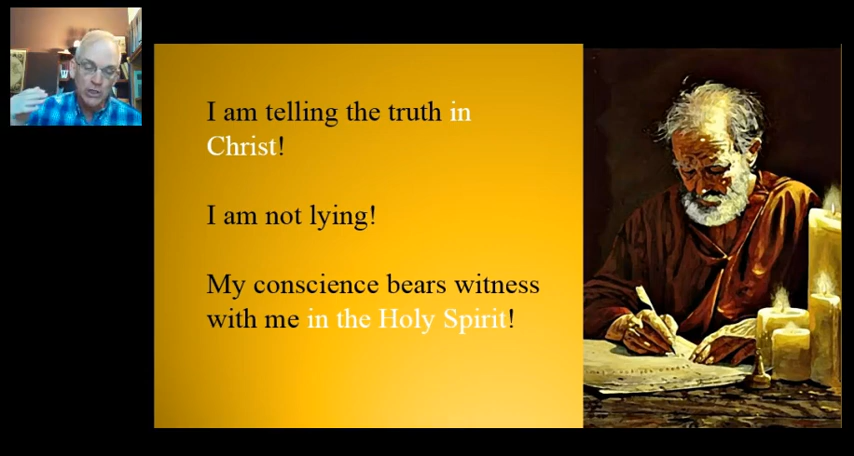 I am telling the truth in
Christ!
I am not lying!
My conscience bears witness
with me in the Holy Spirit!